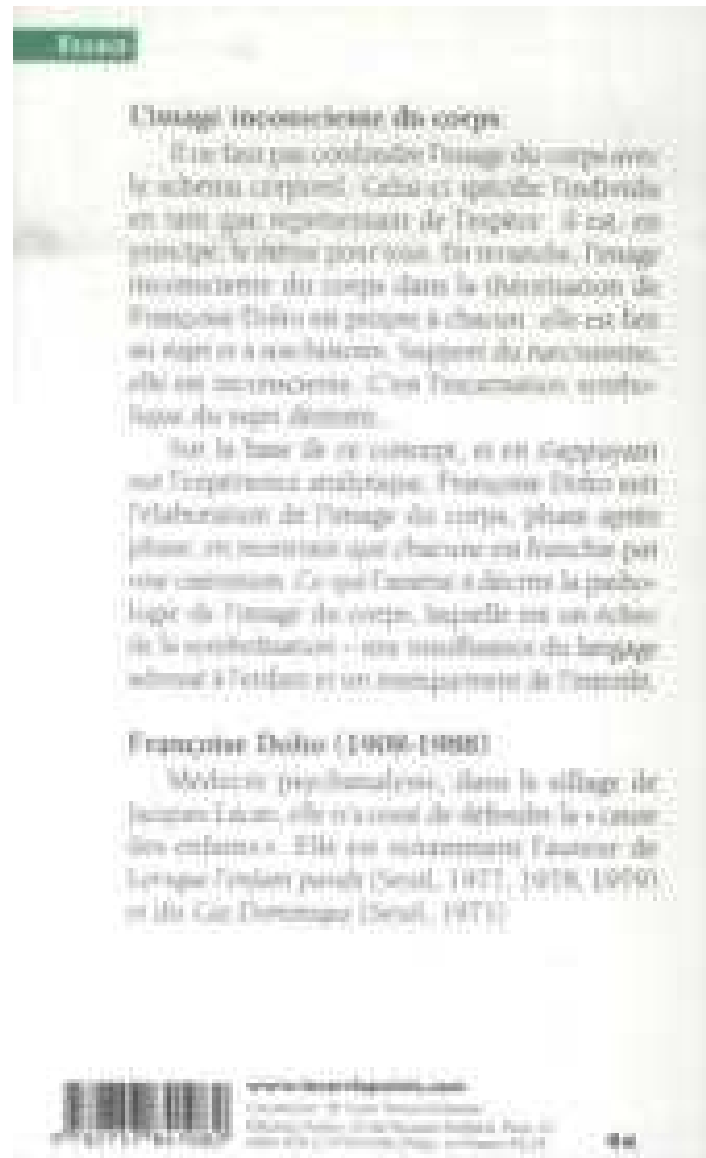 L'image inconsciente du corps
Il ne faut pas confondre l'image du corps avec
le schéma corporel. Celui-ci spécifie l'individu
en tant que représentant de l'espèce : il est, en
principe, le même pour tous. En revanche, l'image
inconsciente du corps dans la théorisation de
Françoise Dolto est propre à chacun : elle est liée
au sujet et à son histoire. Support du narcissisme,
elle est inconsciente. C'est l'incarnation symbo-
lique du sujet désirant.
Sur la base de ce concept, et en s'appuyant
sur l'expérience analytique, Françoise Dolto suit
l'élaboration de l'image du corps, phase après
phase, en montrant que chacune est franchie par
une castration. Ce qui l'amène à décrire la patho-
logie de l'image du corps, laquelle est un échec
de la symbolisation – une insuffisance du langage
adressé à l'enfant et un manquement de l'interdit.
Françoise Dolto (1908-1988)
Médecin psychanalyste, dans le sillage de
Jacques Lacan, elle n'a cessé de défendre la « cause
des enfants ». Elle est notamment l'auteur de
Lorsque l'enfant paraît (Seuil, 1977, 1978, 1979)
et du Cas Dominique (Seuil, 1971)